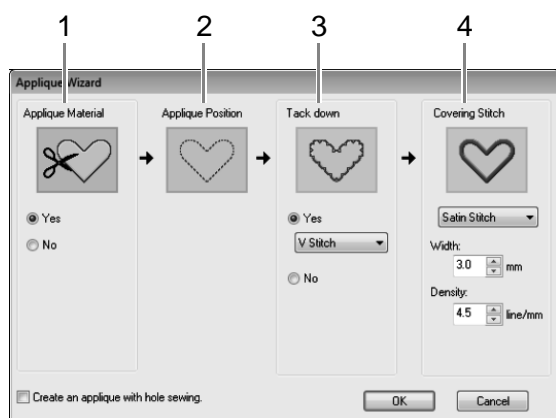 1 2 3 4
Applique Wizard
Applique Material Applique Position Tack down Covering Stitch
Yes Yes Satin Stitch
No V Stitch Width:
No 3.0 mm
Density:
4.5 line/mm
Create an applique with hole sewing.
OK Cancel